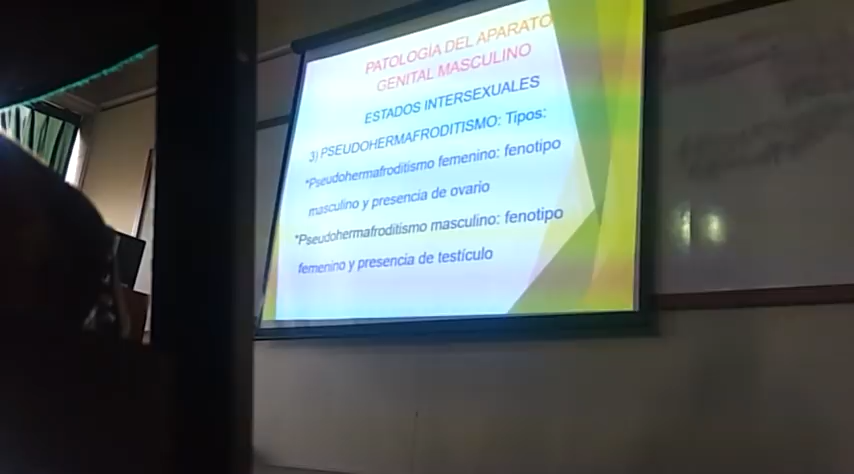 PATOLOGÍA DEL APARATO
GENITAL MASCULINO
ESTADOS INTERSEXUALES
3) PSEUDOHERMAFRODITISMO: Tipos:
*Pseudohermafroditismo femenino: fenotipo
masculino y presencia de ovario
*Pseudohermafroditismo masculino: fenotipo
femenino y presencia de testículo